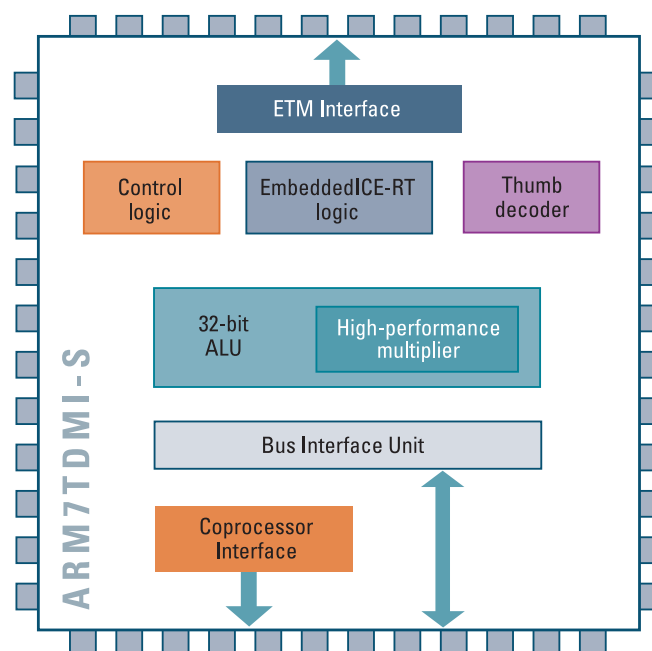 ETM Interface
Control
logic
EmbeddedICE-RT
logic
Thumb
decoder
32-bit
ALU
High-performance
multiplier
Bus Interface Unit
Coprocessor
Interface
ARM7TDMI-S